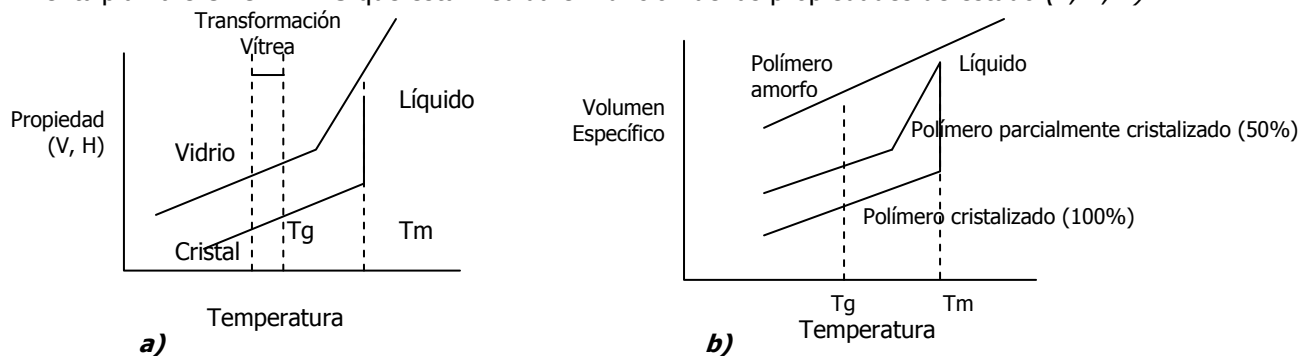 Transformación
Vítrea
Propiedad
(V, H)
Vidrio
Líquido
Cristal
Tg
Tm
Temperatura
a)
Polímero
amorfo
Líquido
Volumen
Específico
Polímero parcialmente cristalizado (50%)
Polímero cristalizado (100%)
Tg
Tm
Temperatura
b)